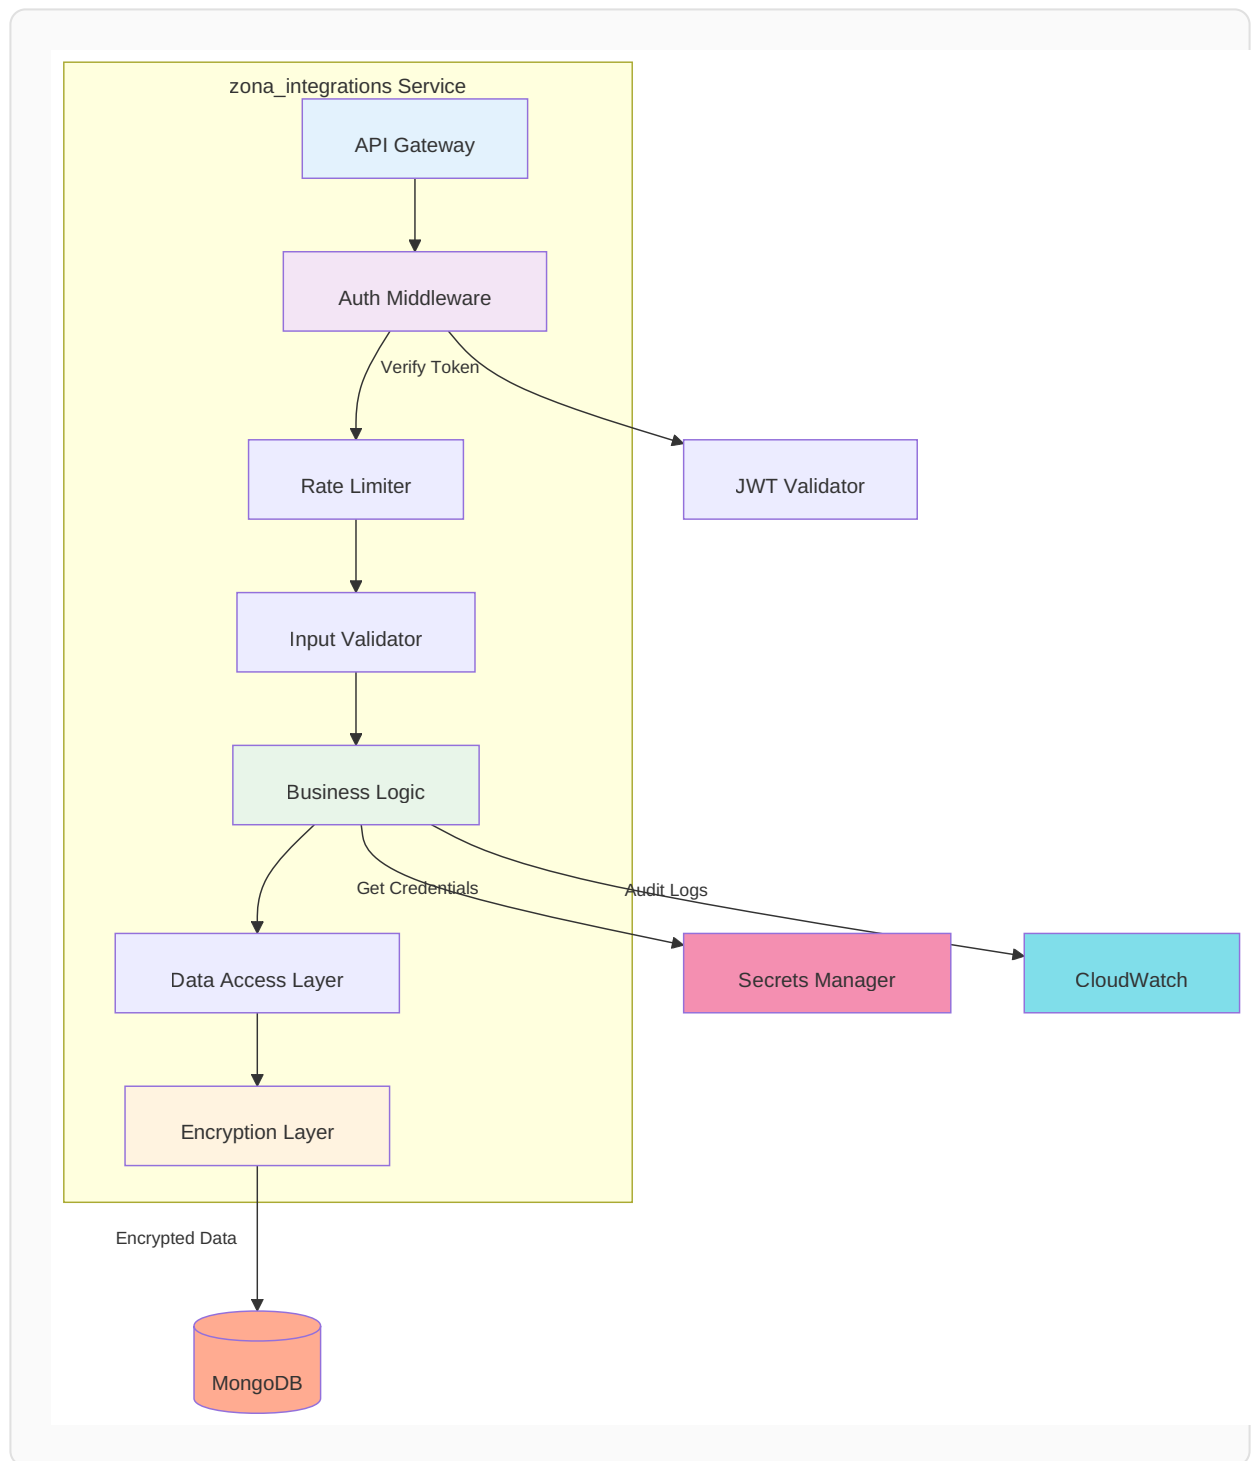 zona_integrations Service
API Gateway
Auth Middleware
Verify Token
Rate Limiter
JWT Validator
Input Validator
Business Logic
Get Credentials
Audit Logs
Data Access Layer
Secrets Manager
CloudWatch
Encryption Layer
Encrypted Data
MongoDB